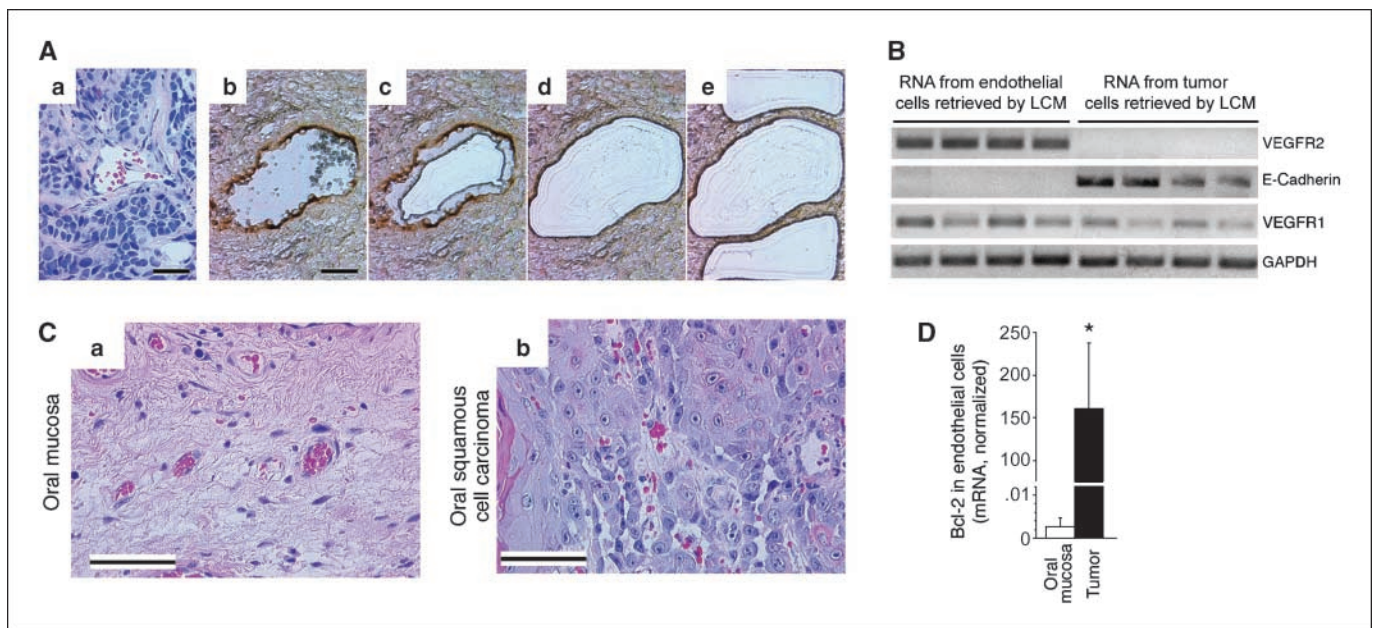 A
a
b
c
d
e
B
RNA from endothelial
cells retrieved by LCM
RNA from tumor
cells retrieved by LCM
VEGFR2
E-Cadherin
VEGFR1
GAPDH
C
Oral mucosa
a
Oral squamous
cell carcinoma
b
D
Bcl-2 in endothelial cells
(mRNA, normalized)
250
200
150
100
.01
0
*
Oral
mucosa
Tumor